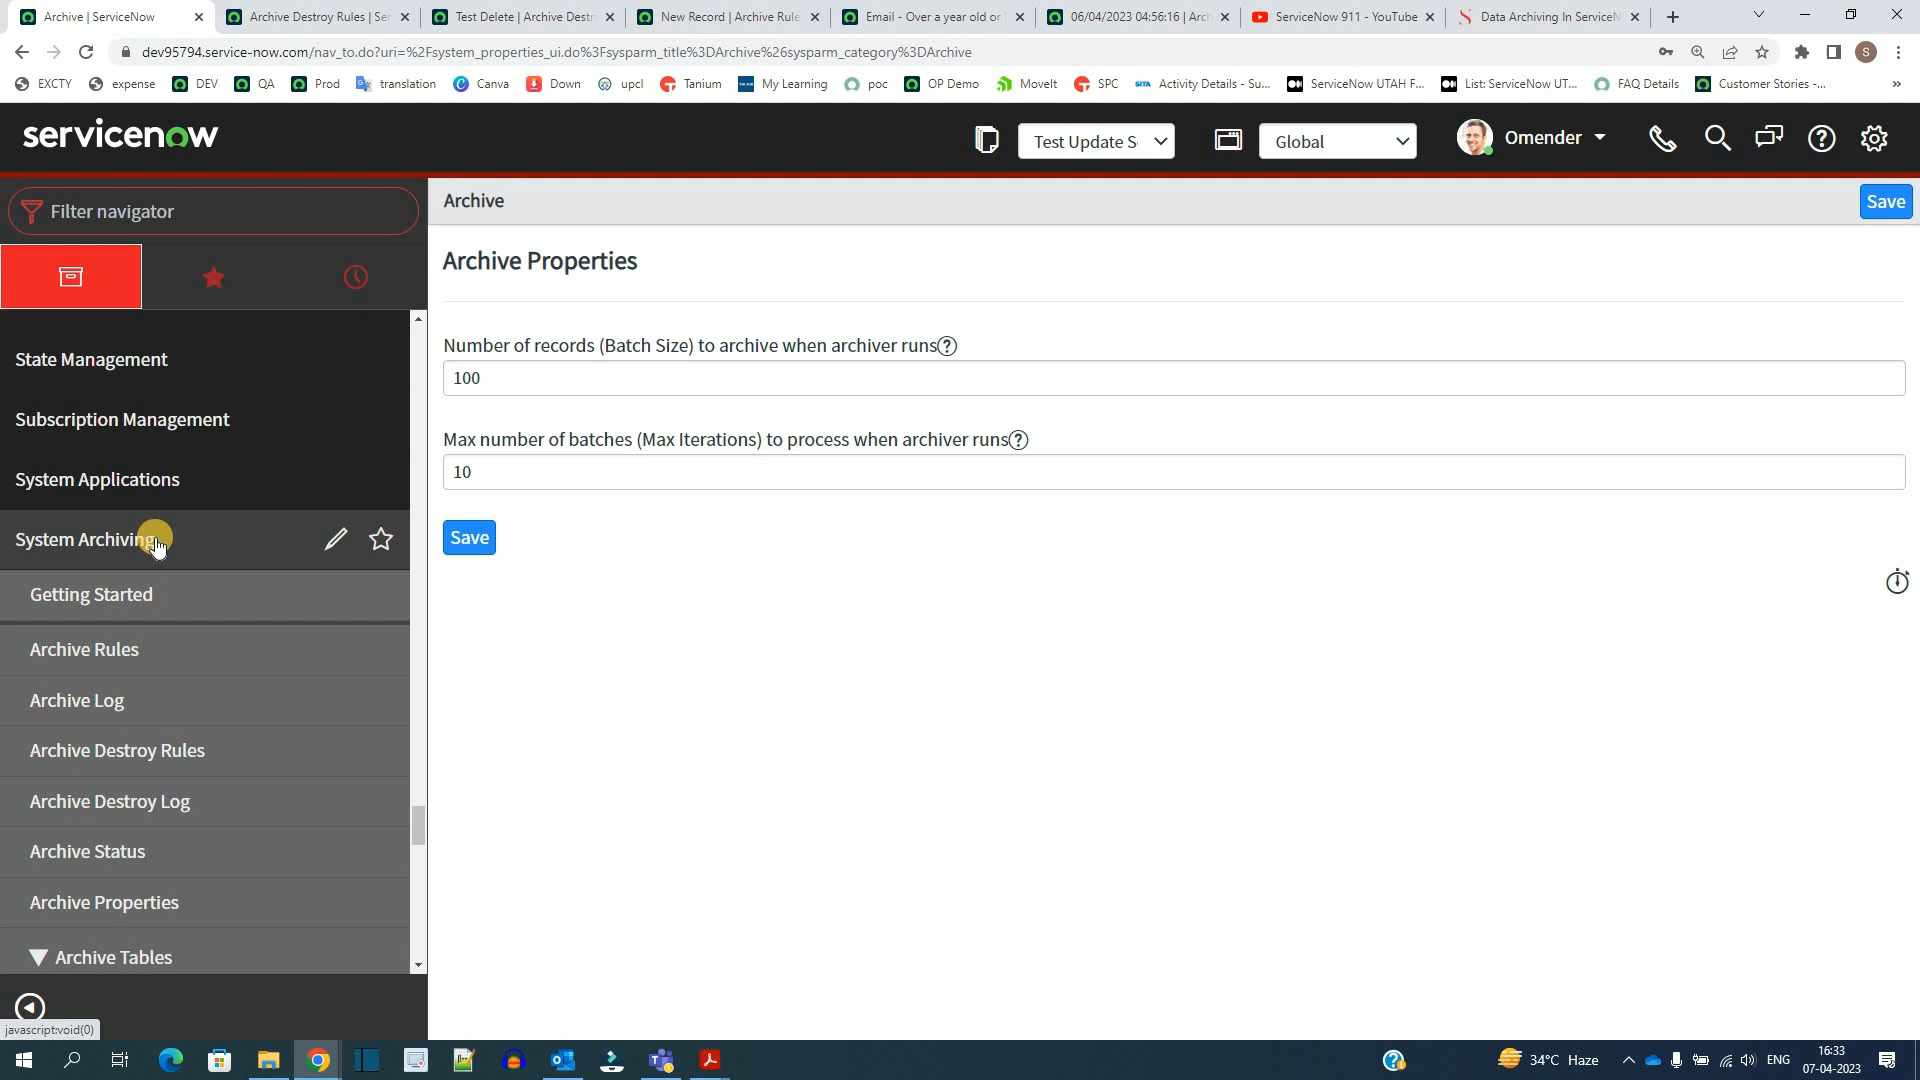 Archive | ServiceNow
Archive Destroy Rules | Ser
Test Delete | Archive Destr
New Record | Archive Rule
Email - Over a year old or
06/04/2023 04:56:16 | Arch
ServiceNow 911 - YouTube
Data Archiving In ServiceN
dev95794.service-now.com/nav_to.do?uri=%2Fsystem_properties_ui.do%3Fsysparm_title%3DArchive%26sysparm_category%3DArchive
S
EXCTY
expense
DEV
QA
Prod
translation
Canva
Down
upcl
Tanium
My Learning
poc
OP Demo
MoveIt
SPC
SITA Activity Details - Su...
ServiceNow UTAH F...
List: ServiceNow UT...
FAQ Details
Customer Stories -...
»
servicenow
Test Update S
Global
Omender
Filter navigator
Archive
Save
State Management
Subscription Management
System Applications
System Archiving
Getting Started
Archive Rules
Archive Log
Archive Destroy Rules
Archive Destroy Log
Archive Status
Archive Properties
Archive Tables
Archive Properties
Number of records (Batch Size) to archive when archiver runs
100
Max number of batches (Max Iterations) to process when archiver runs
10
Save
javascript:void(0)
34°C Haze
ENG
16:33
07-04-2023